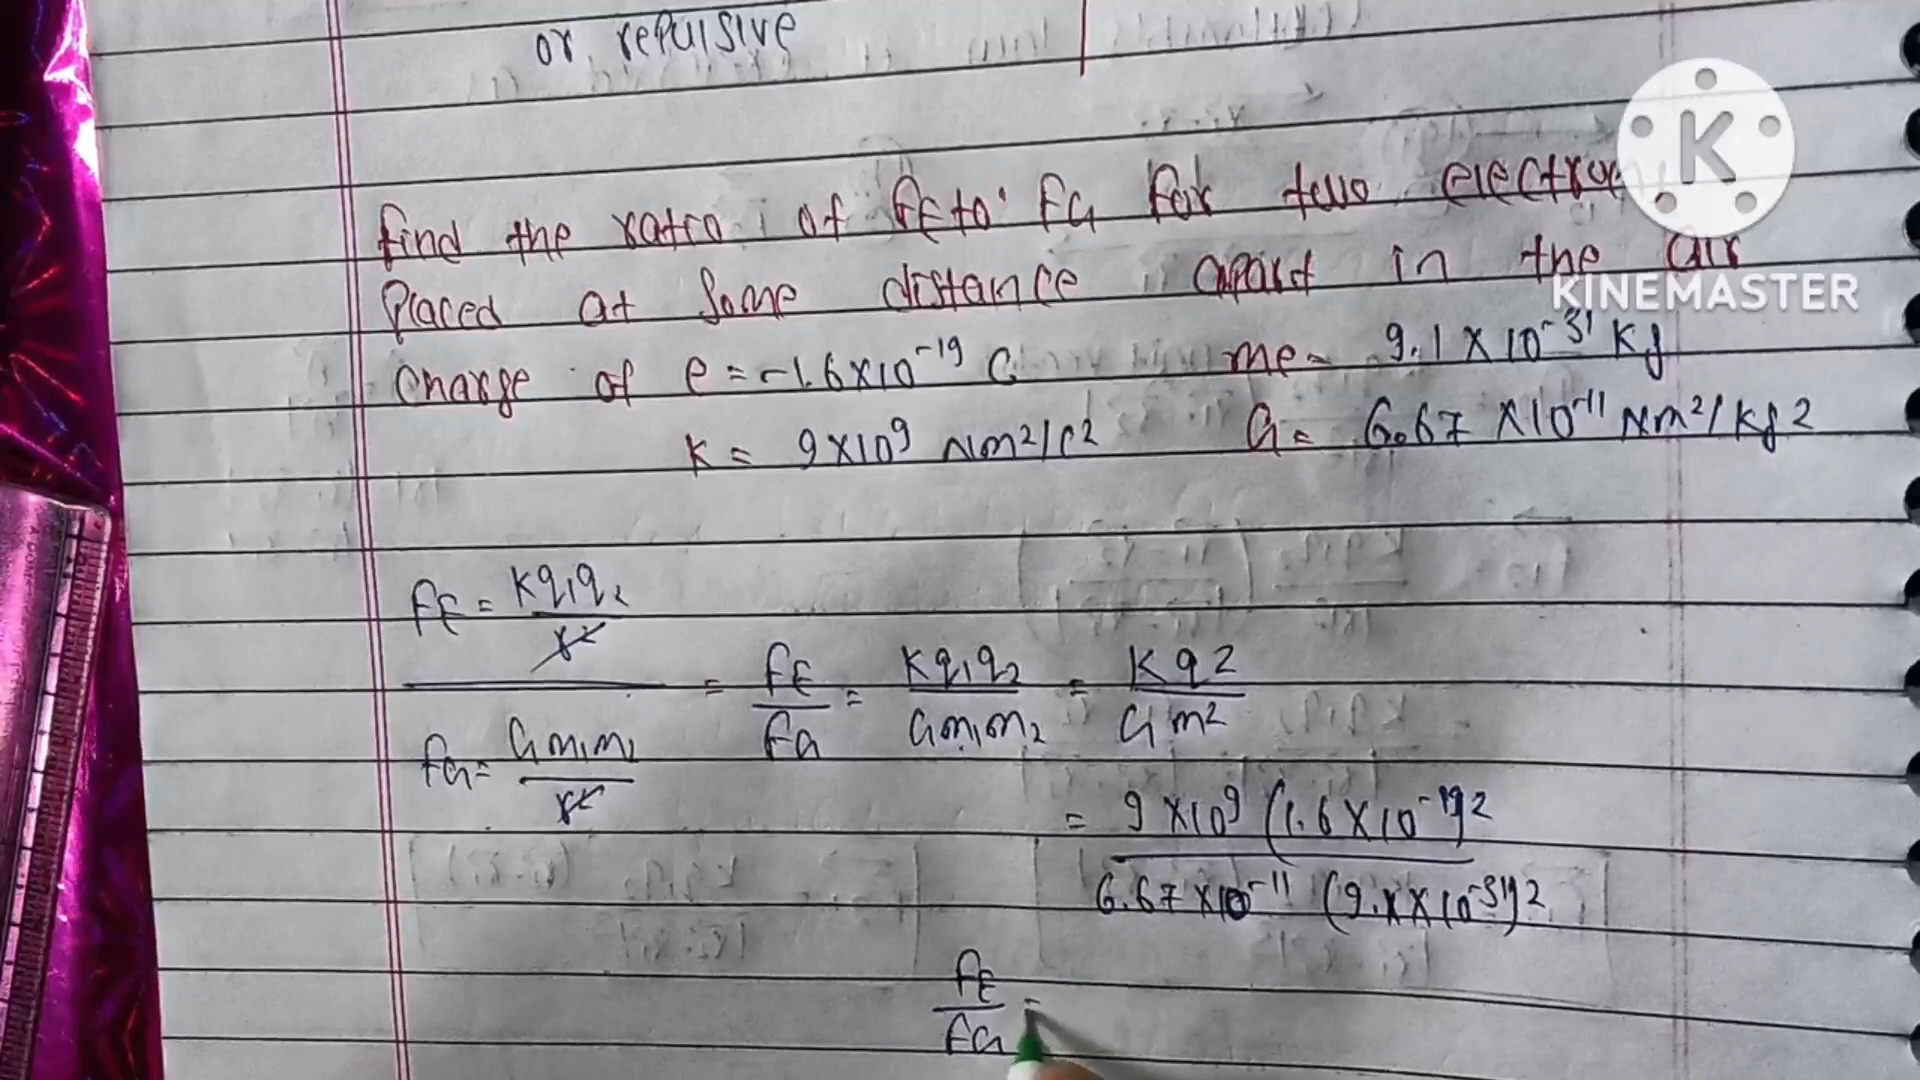 or repulsive
find the ratio of FE to FG for two electron
placed at some distance apart in the air
charge of e = -1.6×10⁻¹⁹ C me = 9.1×10⁻³¹ Kg
K = 9×10⁹ Nm²/C² G = 6.67×10⁻¹¹ Nm²/Kg²
FE = Kq₁q₂ / r²
FG = Gm₁m₂ / r²
= FE / FG = Kq₁q₂ / Gm₁m₂ = Kq² / Gm²
= 9×10⁹ (1.6×10⁻¹⁹)² / 6.67×10⁻¹¹ (9.××10⁻³¹)²
FE / FG =
K
KINEMASTER